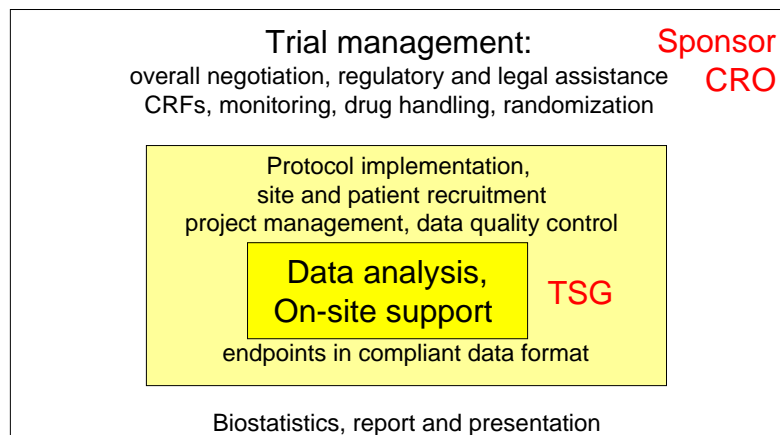 Trial management:
Sponsor
CRO
overall negotiation, regulatory and legal assistance
CRFs, monitoring, drug handling, randomization
Protocol implementation,
site and patient recruitment
project management, data quality control
Data analysis,
On-site support
TSG
endpoints in compliant data format
Biostatistics, report and presentation